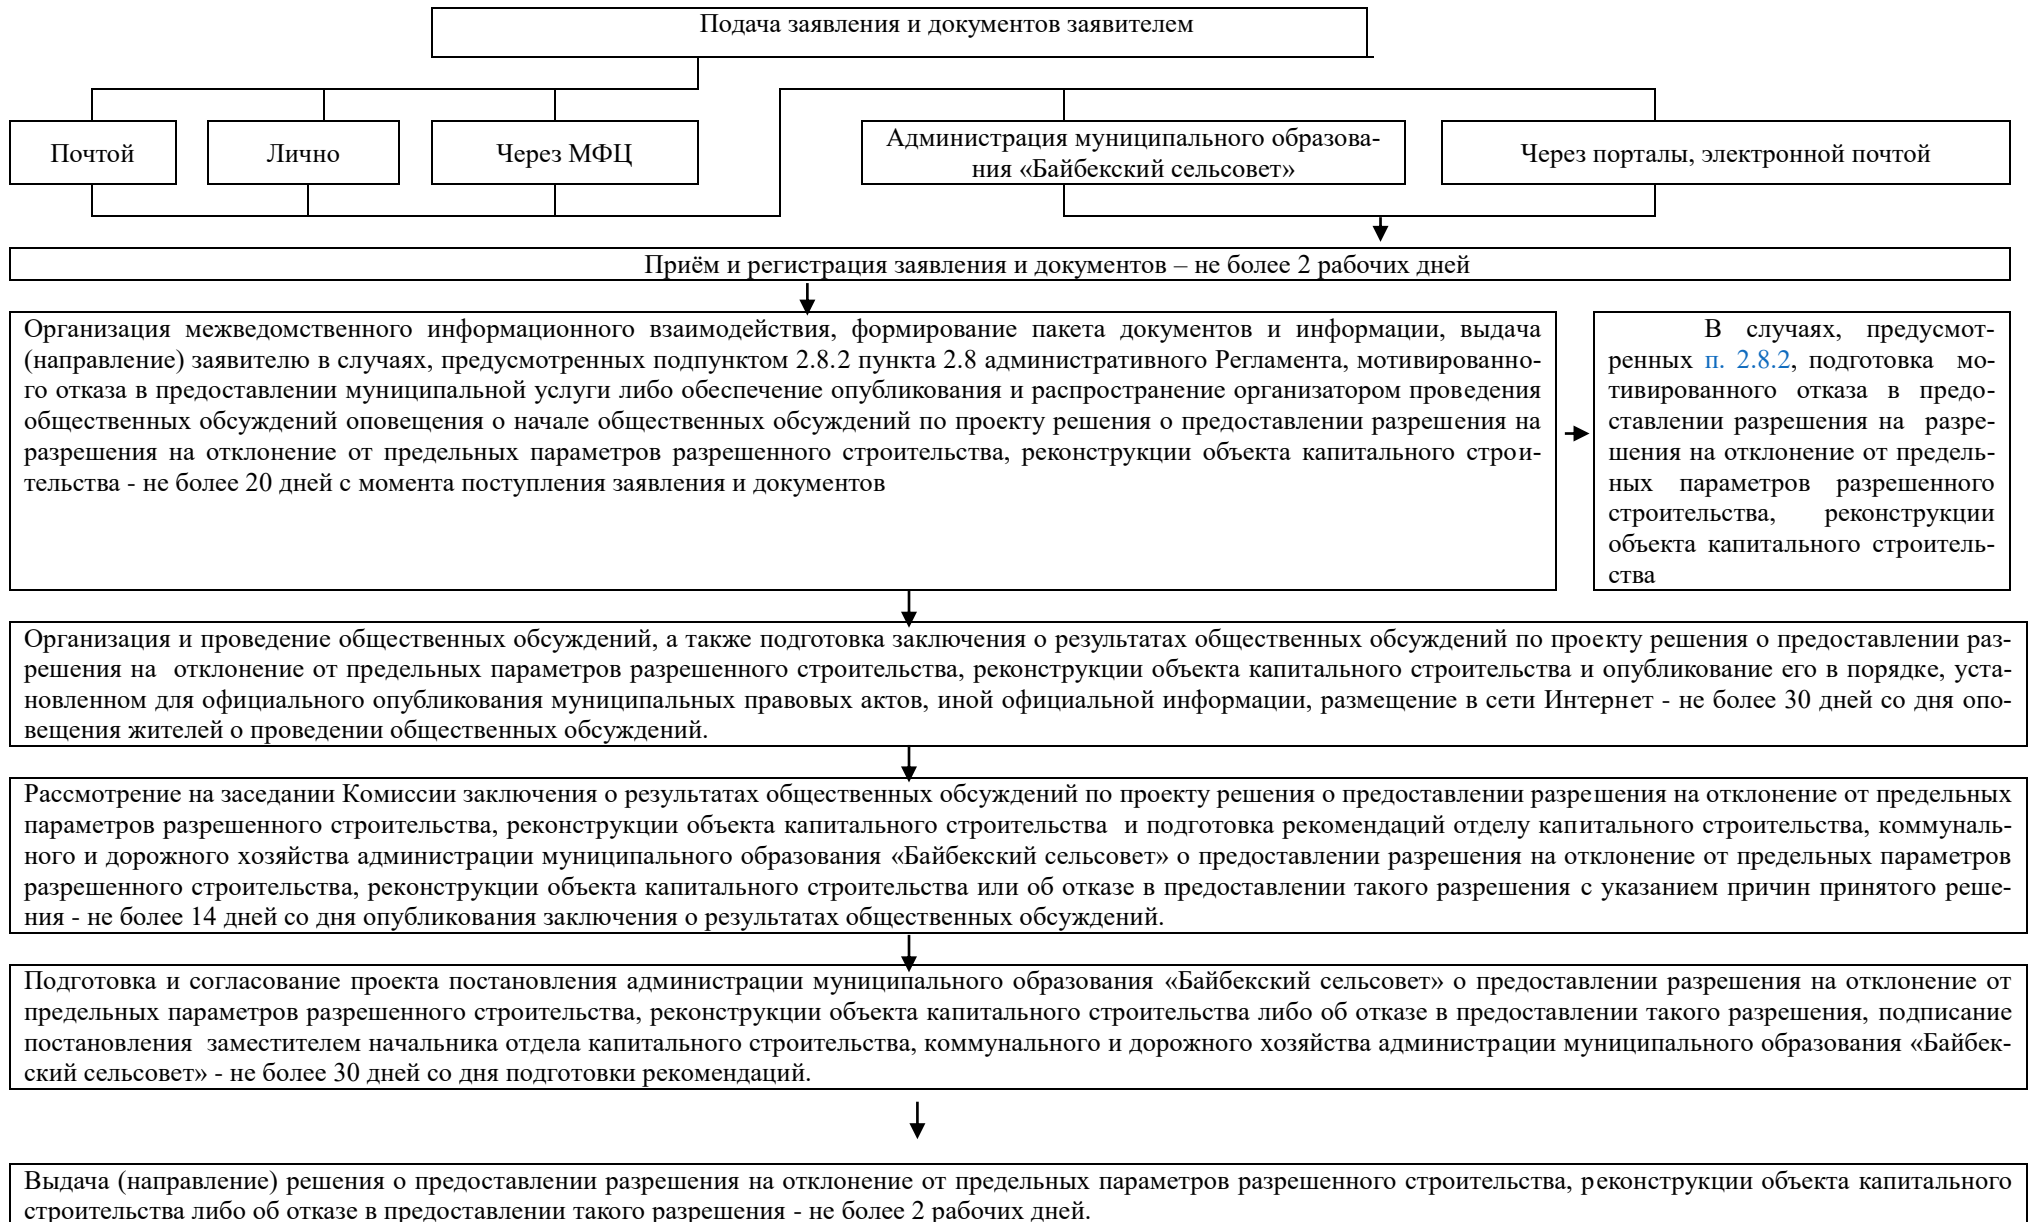 Подача заявления и документов заявителем
Почтой
Лично
Через МФЦ
Администрация муниципального образова-
ния «Байбекский сельсовет»
Через порталы, электронной почтой
Приём и регистрация заявления и документов – не более 2 рабочих дней
Организация межведомственного информационного взаимодействия, формирование пакета документов и информации, выдача
(направление) заявителю в случаях, предусмотренных подпунктом 2.8.2 пункта 2.8 административного Регламента, мотивированно-
го отказа в предоставлении муниципальной услуги либо обеспечение опубликования и распространение организатором проведения
общественных обсуждений оповещения о начале общественных обсуждений по проекту решения о предоставлении разрешения на
разрешения на отклонение от предельных параметров разрешенного строительства, реконструкции объекта капитального строи-
тельства - не более 20 дней с момента поступления заявления и документов
В случаях, предусмот-
ренных п. 2.8.2, подготовка мо-
тивированного отказа в предо-
ставлении разрешения на разре-
шения на отклонение от предель-
ных параметров разрешенного
строительства, реконструкции
объекта капитального строитель-
ства
Организация и проведение общественных обсуждений, а также подготовка заключения о результатах общественных обсуждений по проекту решения о предоставлении раз-
решения на отклонение от предельных параметров разрешенного строительства, реконструкции объекта капитального строительства и опубликование его в порядке, уста-
новленном для официального опубликования муниципальных правовых актов, иной официальной информации, размещение в сети Интернет - не более 30 дней со дня опо-
вещения жителей о проведении общественных обсуждений.
Рассмотрение на заседании Комиссии заключения о результатах общественных обсуждений по проекту решения о предоставлении разрешения на отклонение от предельных
параметров разрешенного строительства, реконструкции объекта капитального строительства и подготовка рекомендаций отделу капитального строительства, коммуналь-
ного и дорожного хозяйства администрации муниципального образования «Байбекский сельсовет» о предоставлении разрешения на отклонение от предельных параметров
разрешенного строительства, реконструкции объекта капитального строительства или об отказе в предоставлении такого разрешения с указанием причин принятого реше-
ния - не более 14 дней со дня опубликования заключения о результатах общественных обсуждений.
Подготовка и согласование проекта постановления администрации муниципального образования «Байбекский сельсовет» о предоставлении разрешения на отклонение от
предельных параметров разрешенного строительства, реконструкции объекта капитального строительства либо об отказе в предоставлении такого разрешения, подписание
постановления заместителем начальника отдела капитального строительства, коммунального и дорожного хозяйства администрации муниципального образования «Байбек-
ский сельсовет» - не более 30 дней со дня подготовки рекомендаций.
Выдача (направление) решения о предоставлении разрешения на отклонение от предельных параметров разрешенного строительства, реконструкции объекта капитального
строительства либо об отказе в предоставлении такого разрешения - не более 2 рабочих дней.